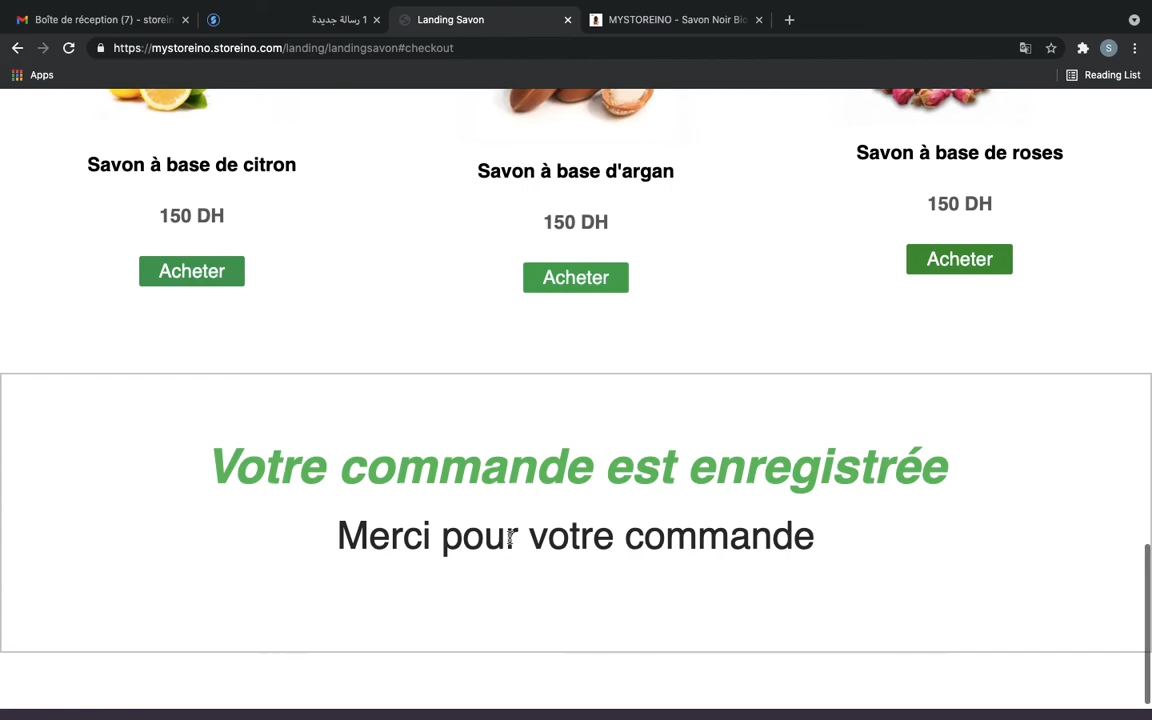 Boîte de réception (7) - storein
1 رسالة جديدة
Landing Savon
MYSTOREINO - Savon Noir Bio
https://mystoreino.storeino.com/landing/landingsavon#checkout
S
Apps
Reading List
Savon à base de citron
Savon à base d'argan
Savon à base de roses
150 DH
150 DH
150 DH
Acheter
Acheter
Acheter
Votre commande est enregistrée
Merci pour votre commande